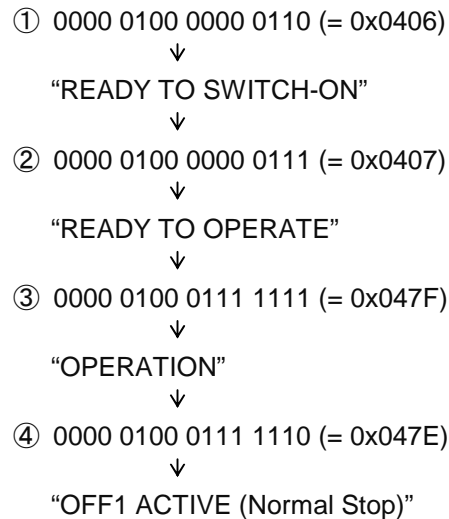 ① 0000 0100 0000 0110 (= 0x0406)
↓
“READY TO SWITCH-ON”
↓
② 0000 0100 0000 0111 (= 0x0407)
↓
“READY TO OPERATE”
↓
③ 0000 0100 0111 1111 (= 0x047F)
↓
“OPERATION”
↓
④ 0000 0100 0111 1110 (= 0x047E)
↓
“OFF1 ACTIVE (Normal Stop)”